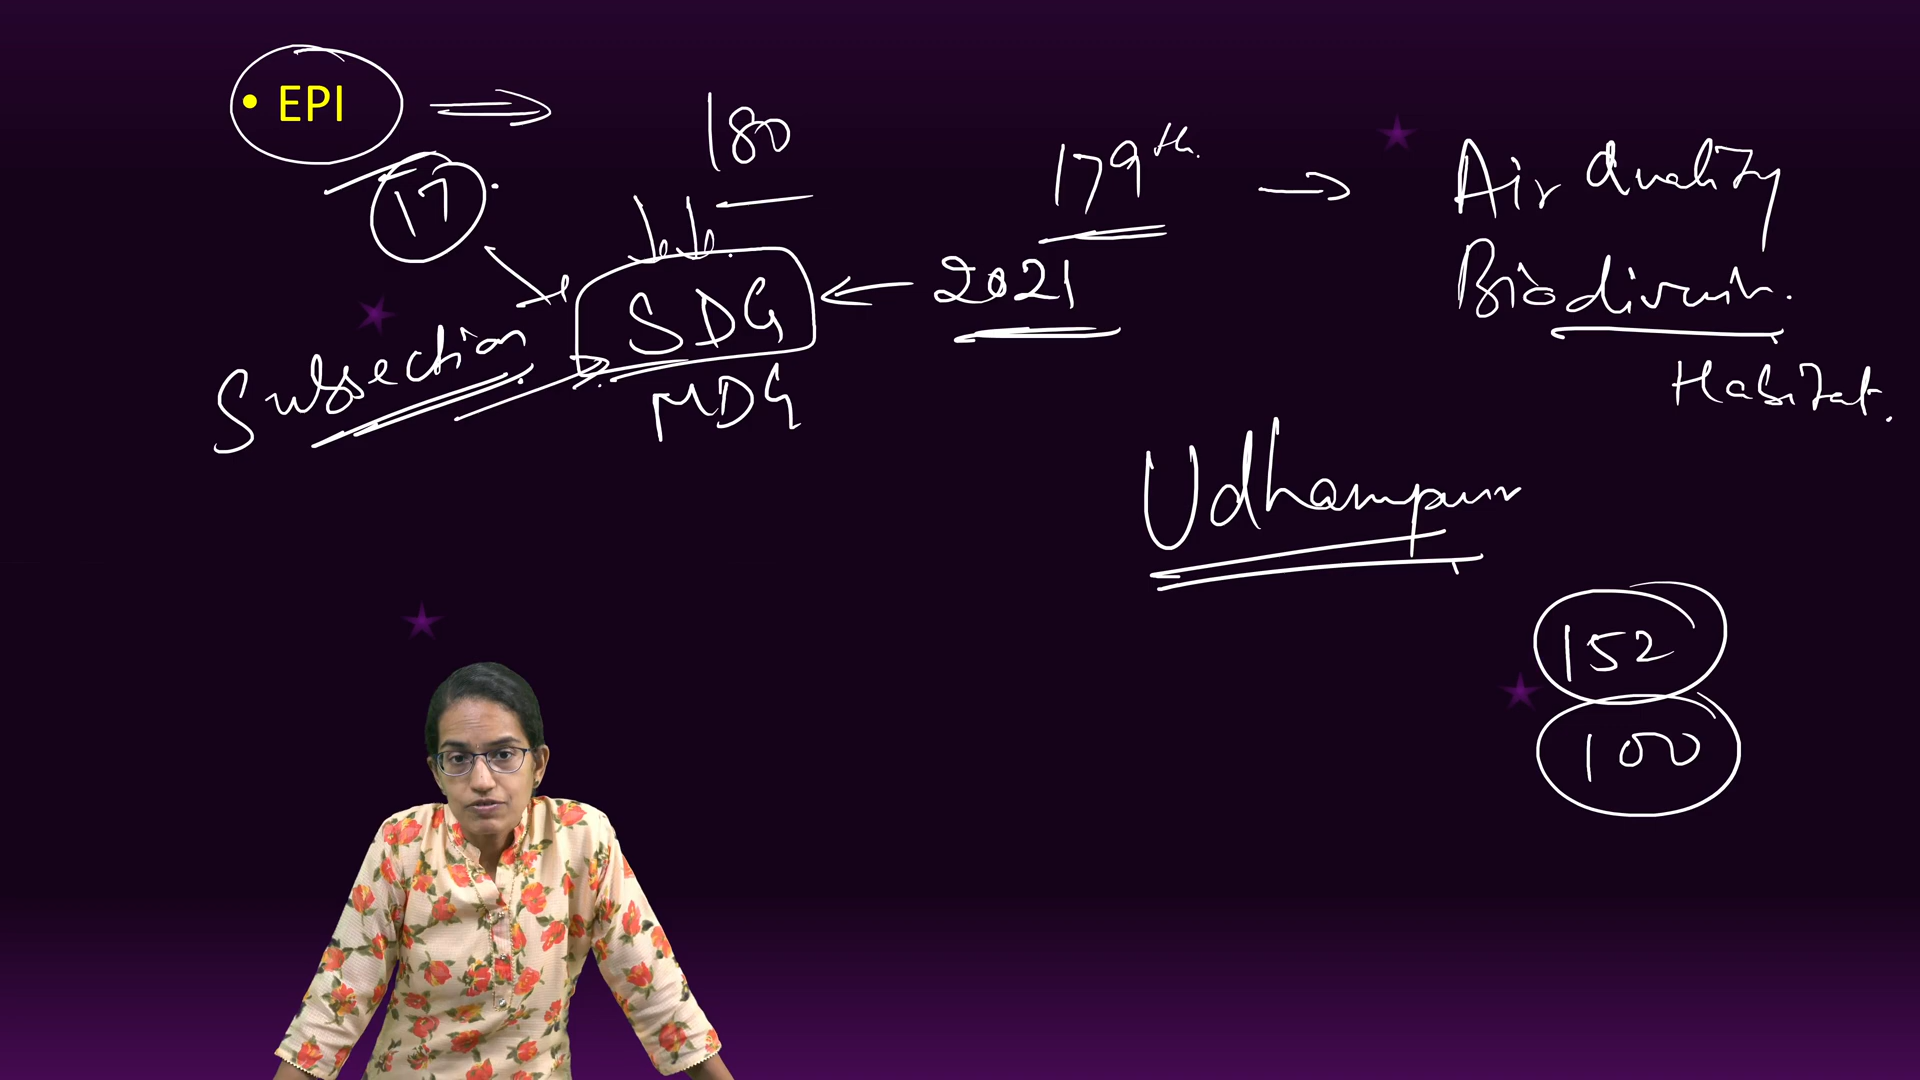 • EPI
180
179th.
Air Quality
17
SDG
2021
Biodiversity.
Subsection
MDG
Habitat.
Udhampur
152
100